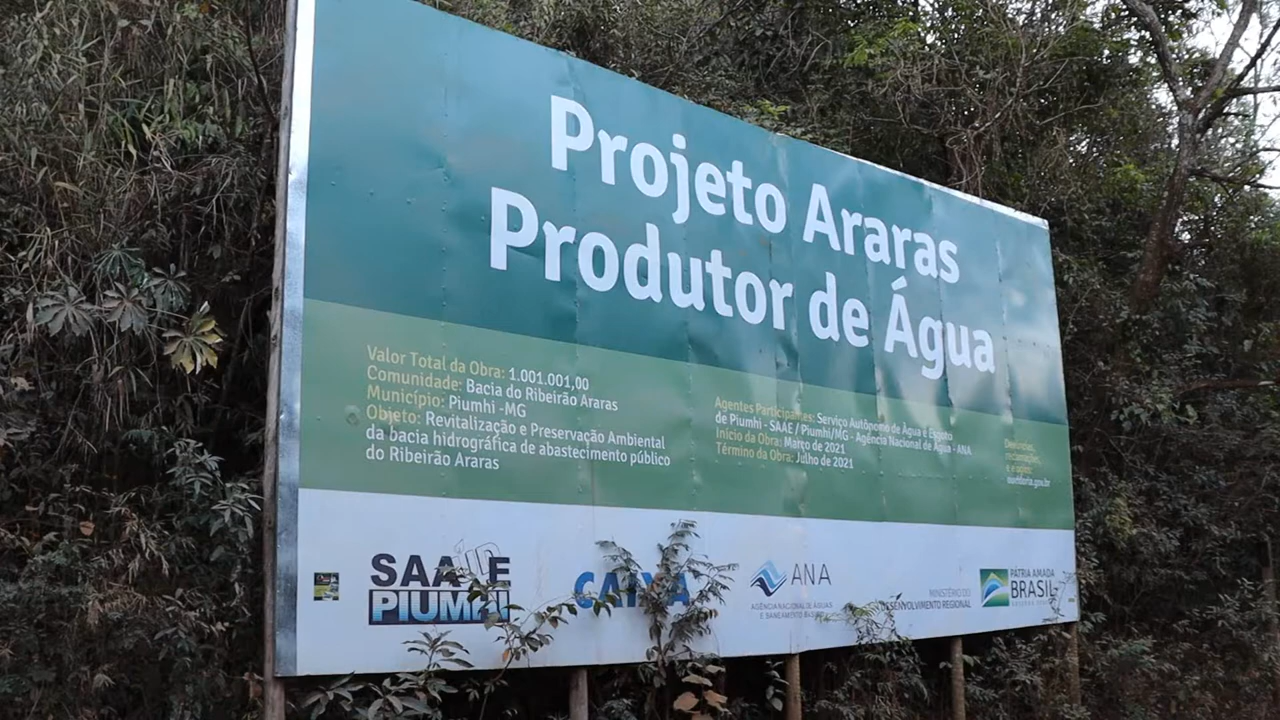 Projeto Araras
Produtor de Água
Valor Total da Obra: 1.001.001,00
Comunidade: Bacia do Ribeirão Araras
Município: Piumhi -MG
Objeto: Revitalização e Preservação Ambiental
da bacia hidrográfica de abastecimento público
do Ribeirão Araras
Agentes Participantes: Serviço Autônomo de Água e Esgoto
de Piumhi - SAAE / Piumhi/MG - Agência Nacional de Água - ANA
Início da Obra: Março de 2021
Término da Obra: Julho de 2021
Denúncias,
reclamações,
e elogios:
ouvidoria.gov.br
SAAE
PIUMHI
CAIXA
ANA
AGÊNCIA NACIONAL DE ÁGUAS
E SANEAMENTO BÁSICO
MINISTÉRIO DO
DESENVOLVIMENTO REGIONAL
PÁTRIA AMADA
BRASIL